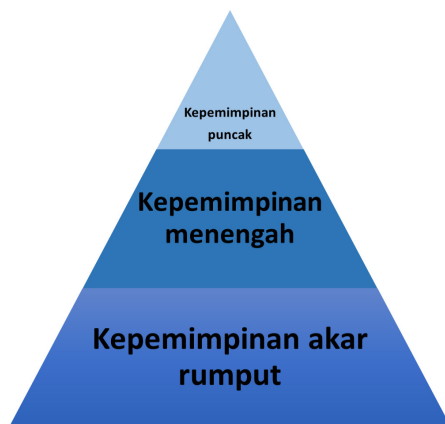 Kepemimpinan
puncak
Kepemimpinan
menengah
Kepemimpinan akar
rumput